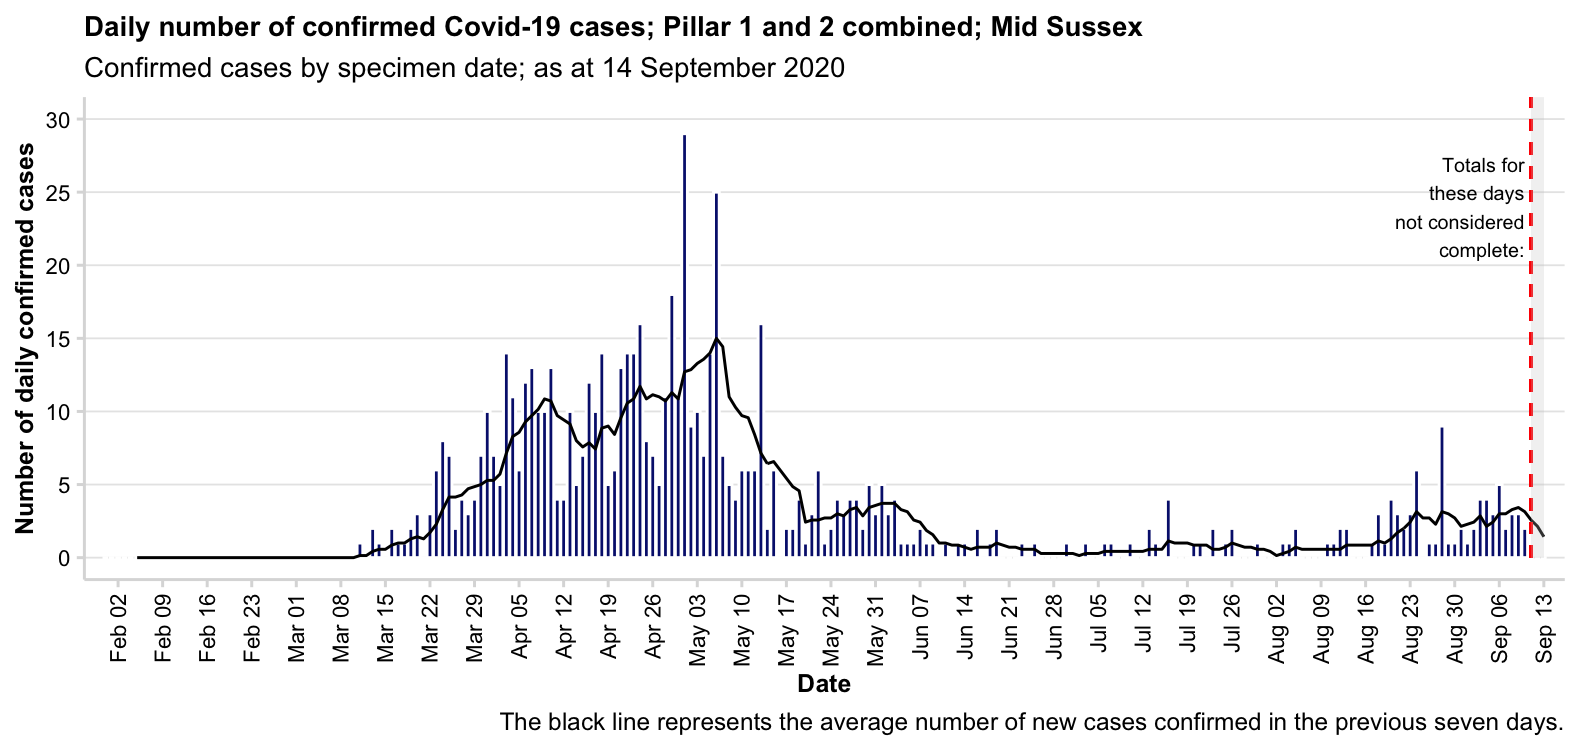 Daily number of confirmed Covid-19 cases; Pillar 1 and 2 combined; Mid Sussex
Confirmed cases by specimen date; as at 14 September 2020
Number of daily confirmed cases
30
25
20
15
10
5
0
Totals for
these days
not considered
complete:
Feb 02
Feb 09
Feb 16
Feb 23
Mar 01
Mar 08
Mar 15
Mar 22
Mar 29
Apr 05
Apr 12
Apr 19
Apr 26
May 03
May 10
May 17
May 24
May 31
Jun 07
Jun 14
Jun 21
Jun 28
Jul 05
Jul 12
Jul 19
Jul 26
Aug 02
Aug 09
Aug 16
Aug 23
Aug 30
Sep 06
Sep 13
Date
The black line represents the average number of new cases confirmed in the previous seven days.